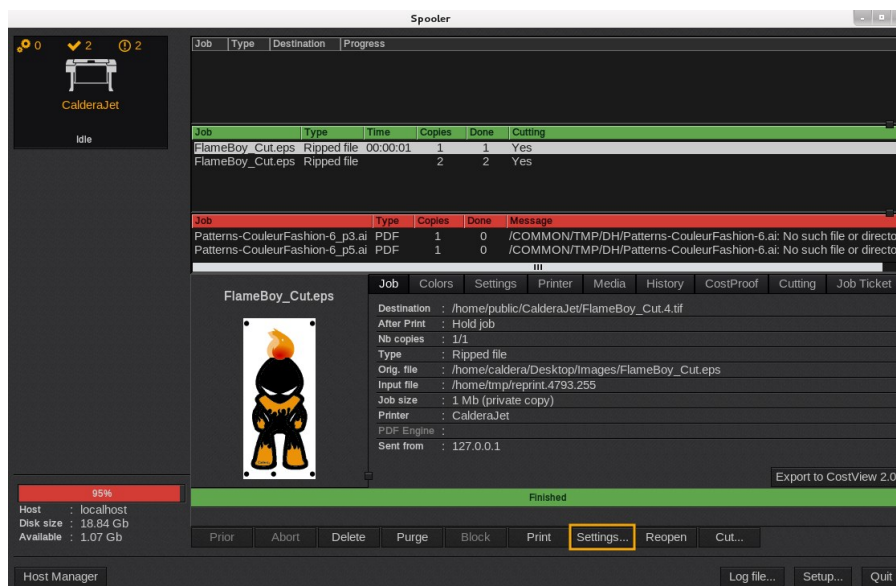 Spooler
0 2 2
CalderaJet
Idle
Job Type Destination Progress
Job Type Time Copies Done Cutting
FlameBoy_Cut.eps Ripped file 00:00:01 1 1 Yes
FlameBoy_Cut.eps Ripped file 2 2 Yes
Job Type Copies Done Message
Patterns-CouleurFashion-6_p3.ai PDF 1 0 /COMMON/TMP/DH/Patterns-CouleurFashion-6.ai: No such file or directo
Patterns-CouleurFashion-6_p5.ai PDF 1 0 /COMMON/TMP/DH/Patterns-CouleurFashion-6.ai: No such file or directo
FlameBoy_Cut.eps
Job Colors Settings Printer Media History CostProof Cutting Job Ticket
Destination : /home/public/CalderaJet/FlameBoy_Cut.4.tif
After Print : Hold job
Nb copies : 1/1
Type : Ripped file
Orig. file : /home/caldera/Desktop/Images/FlameBoy_Cut.eps
Input file : /home/tmp/reprint.4793.255
Job size : 1 Mb (private copy)
Printer : CalderaJet
PDF Engine :
Sent from : 127.0.0.1
Export to CostView 2.0
95%
Host : localhost
Disk size : 18.84 Gb
Available : 1.07 Gb
Finished
Prior Abort Delete Purge Block Print Settings... Reopen Cut...
Host Manager Log file... Setup... Quit